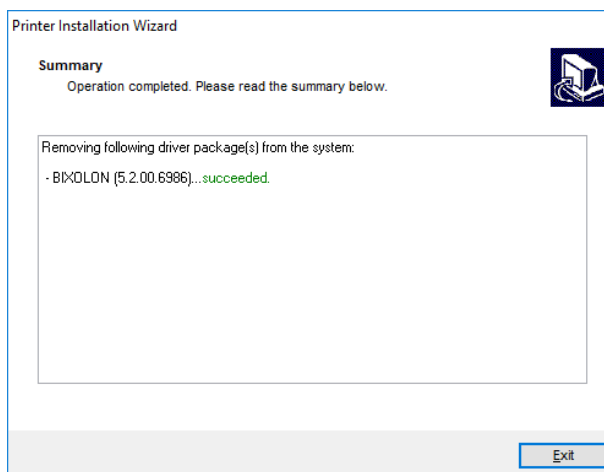 Printer Installation Wizard
Summary
Operation completed. Please read the summary below.
Removing following driver package(s) from the system:
- BIXOLON (5.2.00.6986)...succeeded.
Exit